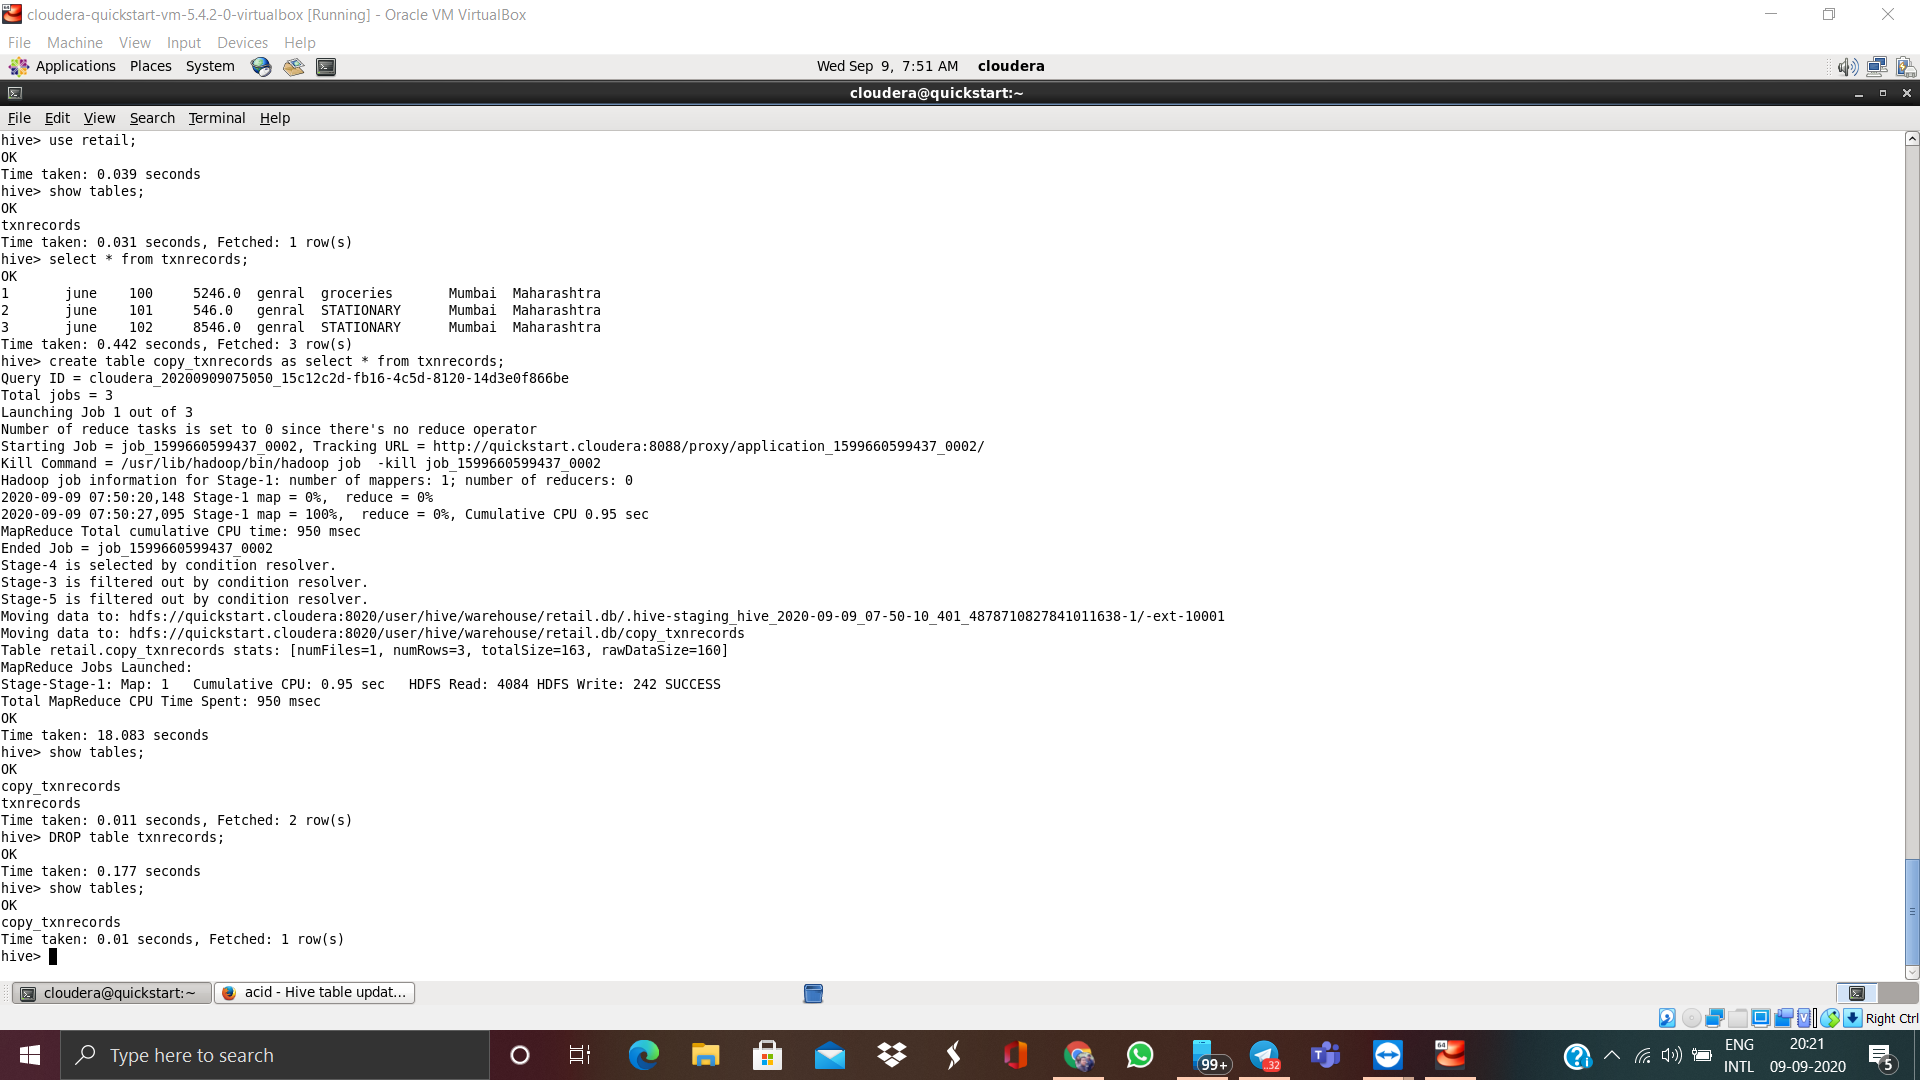 cloudera-quickstart-vm-5.4.2-0-virtualbox [Running] - Oracle VM VirtualBox
File Machine View Input Devices Help
Applications Places System Wed Sep 9, 7:51 AM cloudera
cloudera@quickstart:~
File Edit View Search Terminal Help
hive> use retail;
OK
Time taken: 0.039 seconds
hive> show tables;
OK
txnrecords
Time taken: 0.031 seconds, Fetched: 1 row(s)
hive> select * from txnrecords;
OK
1 june 100 5246.0 genral groceries Mumbai Maharashtra
2 june 101 546.0 genral STATIONARY Mumbai Maharashtra
3 june 102 8546.0 genral STATIONARY Mumbai Maharashtra
Time taken: 0.442 seconds, Fetched: 3 row(s)
hive> create table copy_txnrecords as select * from txnrecords;
Query ID = cloudera_20200909075050_15c12c2d-fb16-4c5d-8120-14d3e0f866be
Total jobs = 3
Launching Job 1 out of 3
Number of reduce tasks is set to 0 since there's no reduce operator
Starting Job = job_1599660599437_0002, Tracking URL = http://quickstart.cloudera:8088/proxy/application_1599660599437_0002/
Kill Command = /usr/lib/hadoop/bin/hadoop job  -kill job_1599660599437_0002
Hadoop job information for Stage-1: number of mappers: 1; number of reducers: 0
2020-09-09 07:50:20,148 Stage-1 map = 0%,  reduce = 0%
2020-09-09 07:50:27,095 Stage-1 map = 100%,  reduce = 0%, Cumulative CPU 0.95 sec
MapReduce Total cumulative CPU time: 950 msec
Ended Job = job_1599660599437_0002
Stage-4 is selected by condition resolver.
Stage-3 is filtered out by condition resolver.
Stage-5 is filtered out by condition resolver.
Moving data to: hdfs://quickstart.cloudera:8020/user/hive/warehouse/retail.db/.hive-staging_hive_2020-09-09_07-50-10_401_4878710827841011638-1/-ext-10001
Moving data to: hdfs://quickstart.cloudera:8020/user/hive/warehouse/retail.db/copy_txnrecords
Table retail.copy_txnrecords stats: [numFiles=1, numRows=3, totalSize=163, rawDataSize=160]
MapReduce Jobs Launched:
Stage-Stage-1: Map: 1   Cumulative CPU: 0.95 sec   HDFS Read: 4084 HDFS Write: 242 SUCCESS
Total MapReduce CPU Time Spent: 950 msec
OK
Time taken: 18.083 seconds
hive> show tables;
OK
copy_txnrecords
txnrecords
Time taken: 0.011 seconds, Fetched: 2 row(s)
hive> DROP table txnrecords;
OK
Time taken: 0.177 seconds
hive> show tables;
OK
copy_txnrecords
Time taken: 0.01 seconds, Fetched: 1 row(s)
hive>
cloudera@quickstart:~ acid - Hive table updat...
Right Ctrl
Type here to search 99+ 32 ENG 20:21
INTL 09-09-2020 5